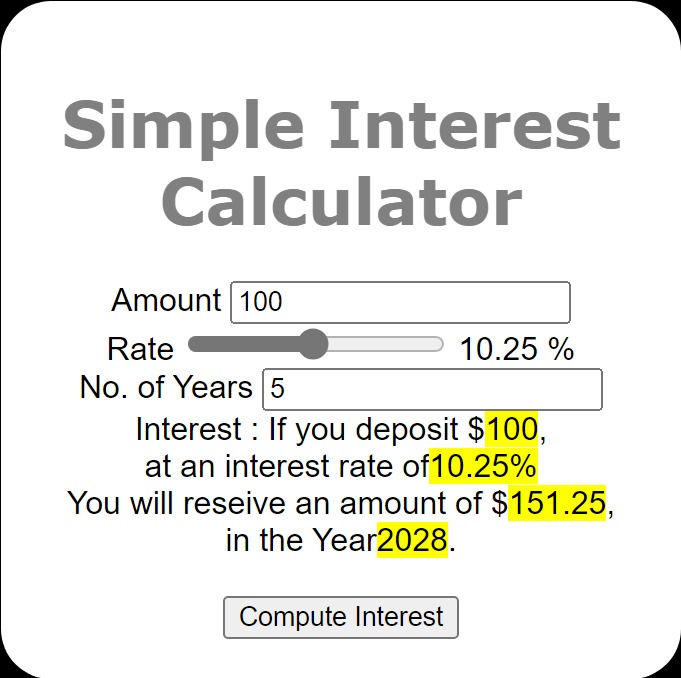 Simple Interest
Calculator
Amount 100
Rate 10.25 %
No. of Years 5
Interest : If you deposit $100,
at an interest rate of10.25%
You will reseive an amount of $151.25,
in the Year2028.
Compute Interest